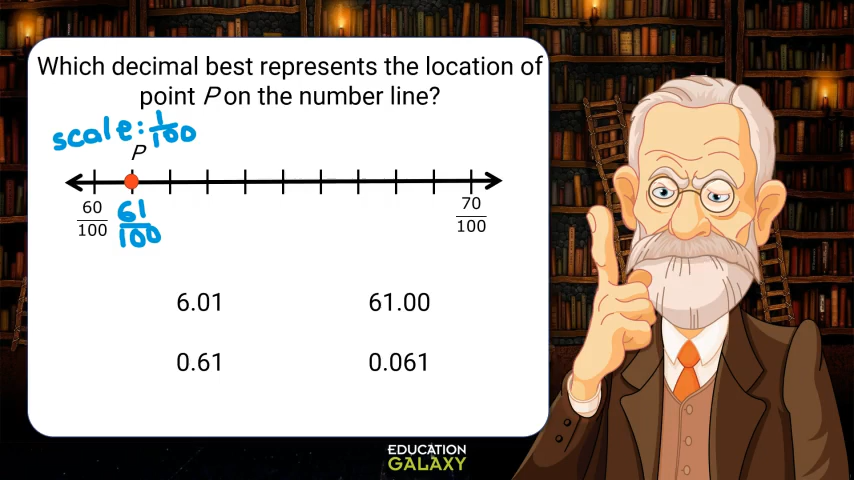 Which decimal best represents the location of
point P on the number line?
scale: 1/100
P
60/100
61/100
70/100
6.01
61.00
0.61
0.061
EDUCATION
GALAXY